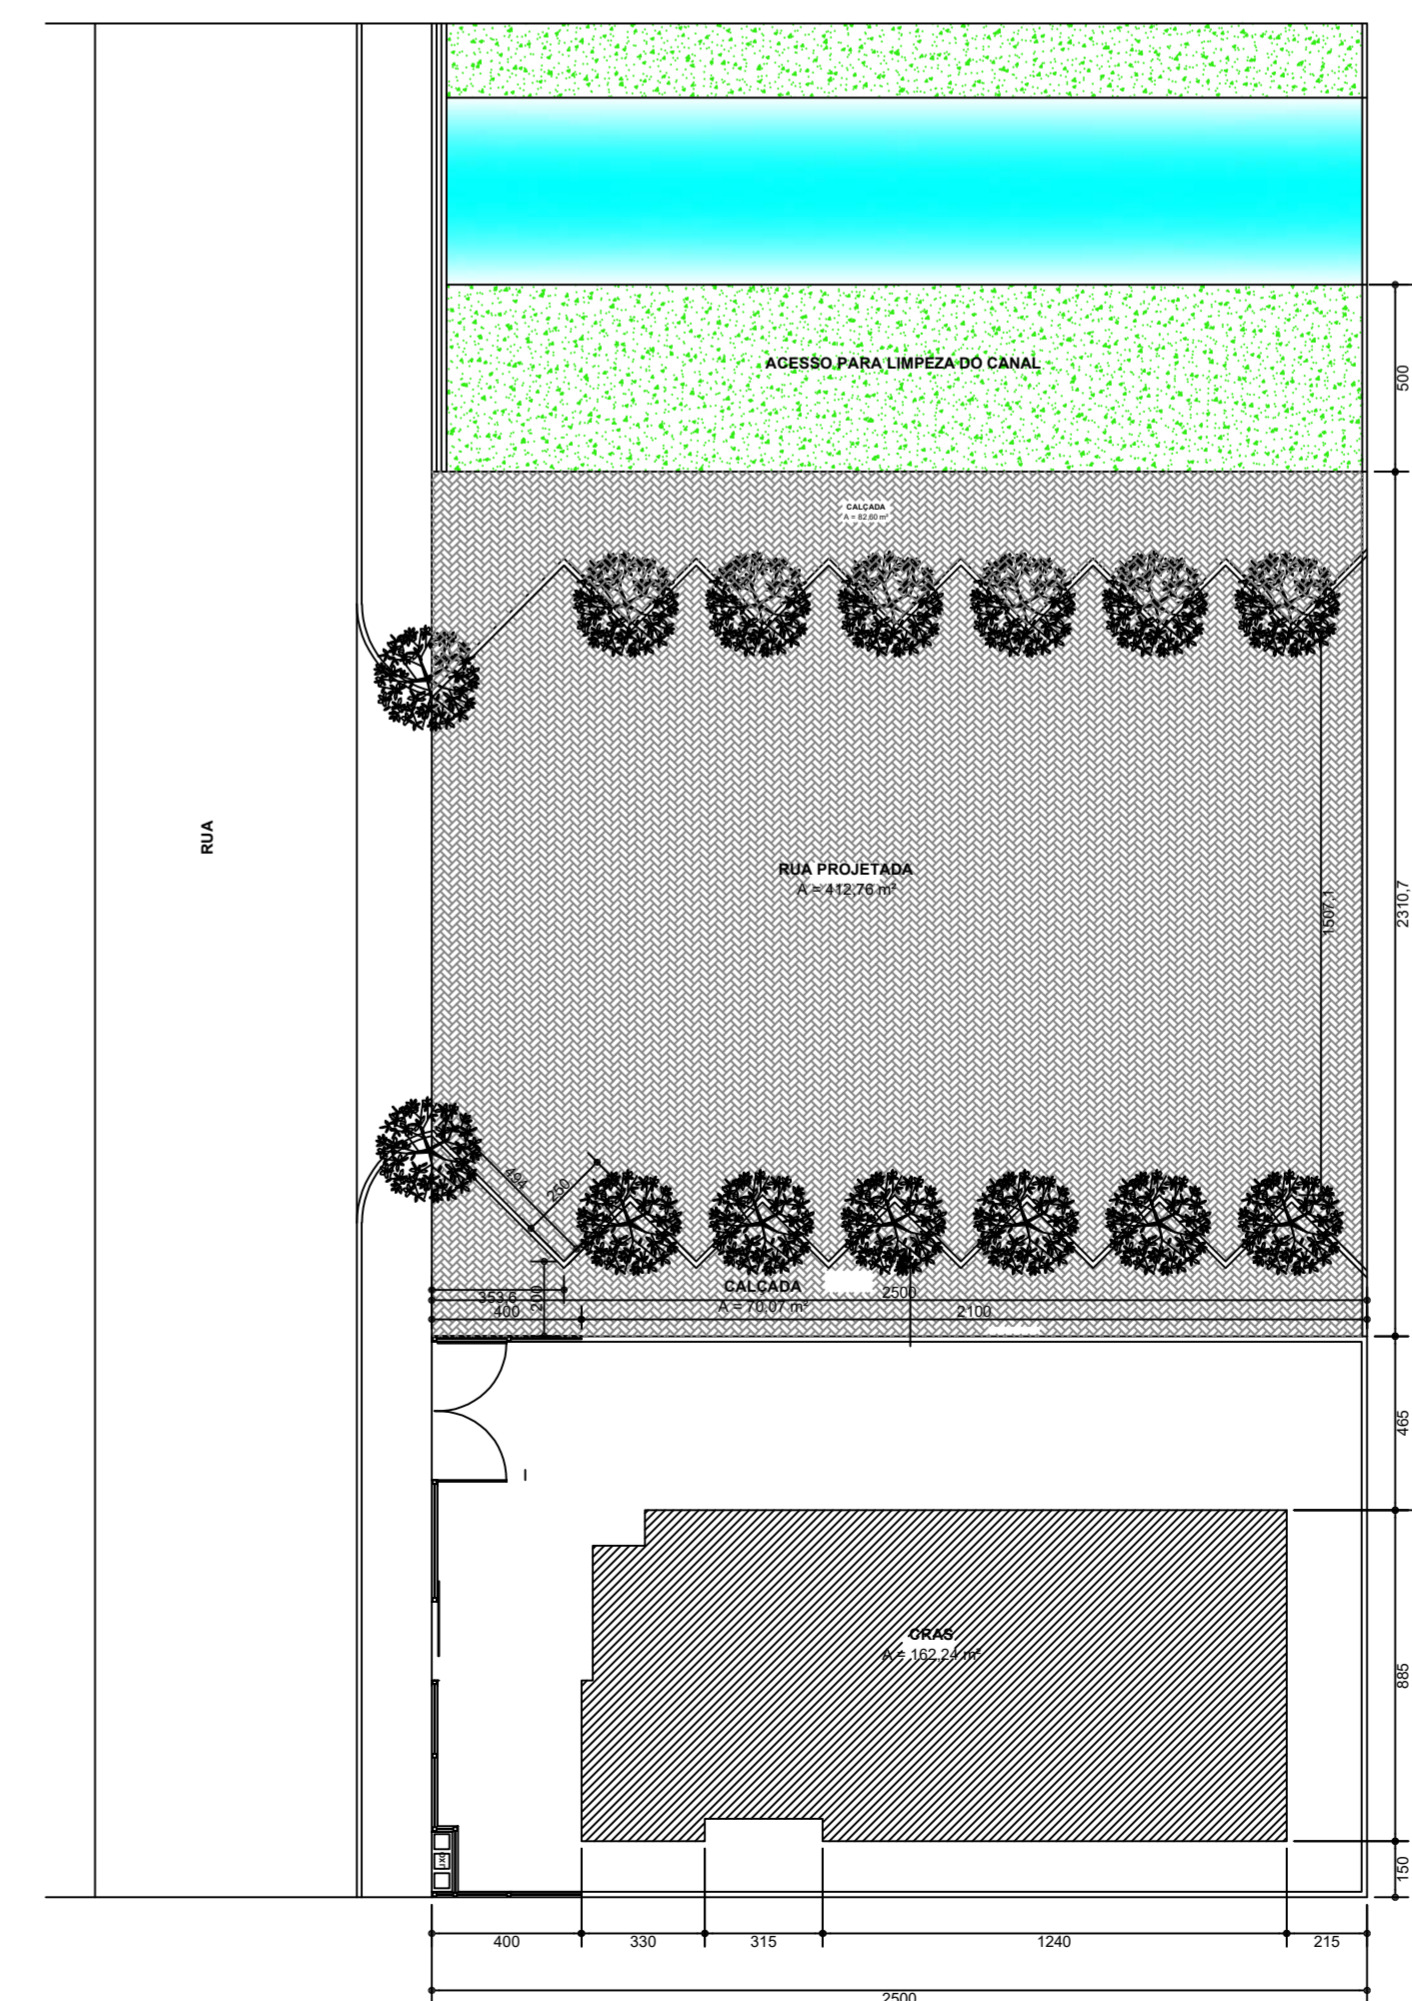 ACESSO PARA LIMPEZA DO CANAL
500
CALÇADA
A = 82,60 m²
RUA
RUA PROJETADA
A = 412,76 m²
1507,1
2310,7
494
250
353,6
200
CALÇADA
A = 70,07 m²
2500
400
2100
465
CRAS
A = 162,24 m²
885
150
400
330
315
1240
215
2500